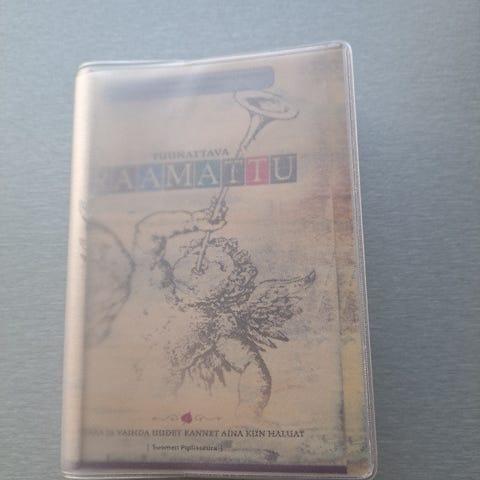 TUUNATTAVA
RAAMATTU
JA VAIHDA UUDET KANNET AINA KUN HALUAT
[ Suomen Pipliaseura ]